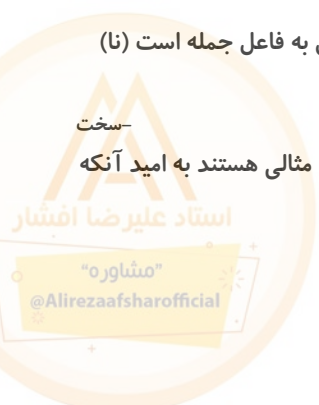 ﻰ به فاعل جمله است (نا)
–سخت
مثالی هستند به امید آنکه
استاد علیرضا افشار
"مشاوره"
@Alirezaafsharofficial